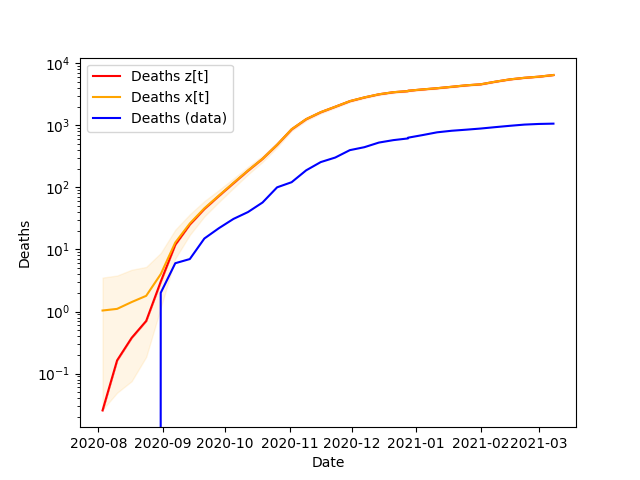 Deaths
10^4
10^3
10^2
10^1
10^0
10^-1
Deaths z[t]
Deaths x[t]
Deaths (data)
2020-08 2020-09 2020-10 2020-11 2020-12 2021-01 2021-02 2021-03
Date